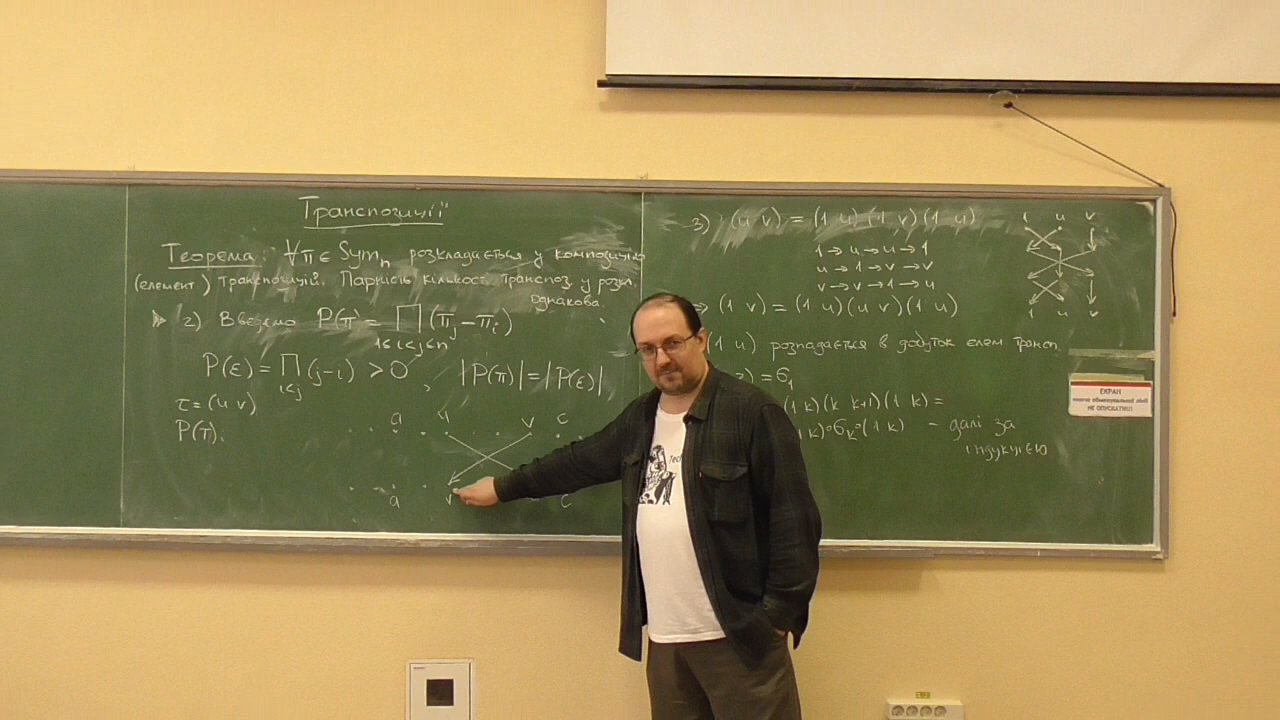 Транспозиції
Теорема: ∀π ∈ Symₙ розкладається у композицію
(елемент) транспозицій. Парність кількості транспоз у розкл.
однакова.
2) Введемо P(π) = ∏ (πⱼ − πᵢ)
1≤i<j≤n
P(ε) = ∏ (j−i) > 0, |P(π)| = |P(ε)|
i<j
τ = (u v)
P(τ):
a u v c
a v c
3) (u v) = (1 u)(1 v)(1 u)
1 → u → u → 1
u → 1 → v → v
v → v → 1 → u
1 u v
1 u v
⇒ (1 v) = (1 u)(u v)(1 u)
(1 u) розпадається в добуток елем трансп.
2) = σ₁
(1 k)(k k+1)(1 k) =
k)∘σₖ∘(1 k) – далі за
індукцією
ЕКРАН
НЕ ОПУСКАТИ!!!